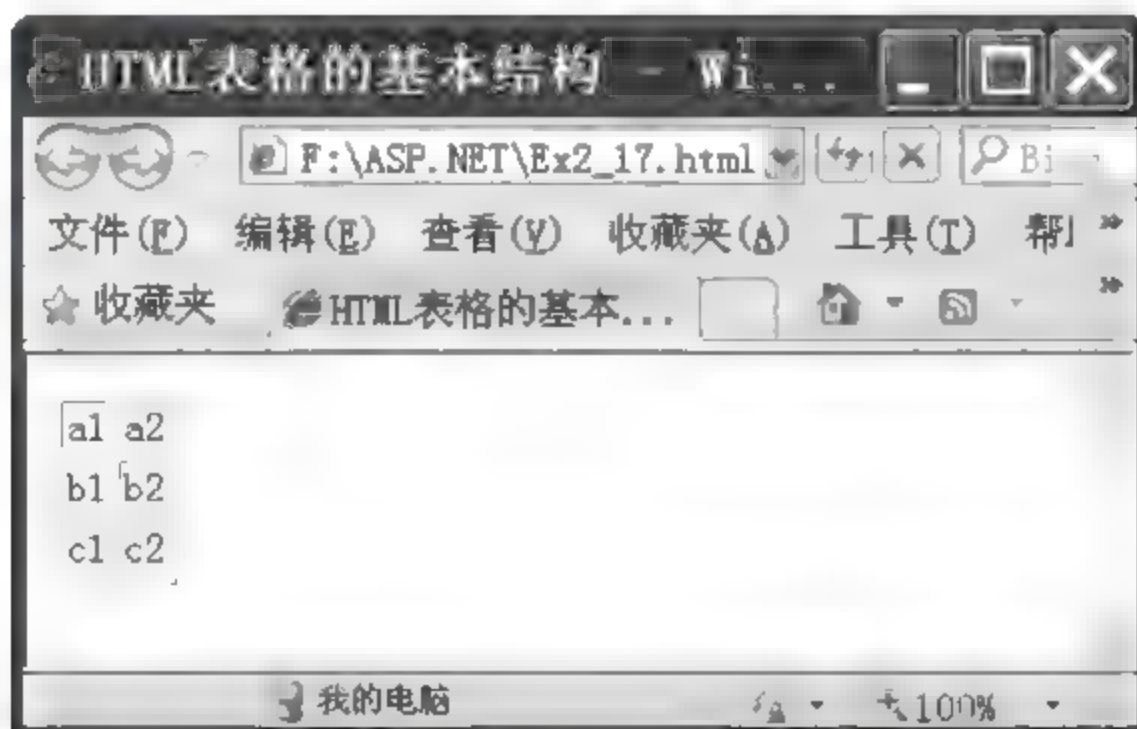 HTML表格的基本结构 - Wi...
F:\ASP.NET\Ex2_17.html Bi
文件(F) 编辑(E) 查看(V) 收藏夹(A) 工具(T) 帮 »
收藏夹 HTML表格的基本... »
a1 a2
b1 b2
c1 c2
我的电脑 100%